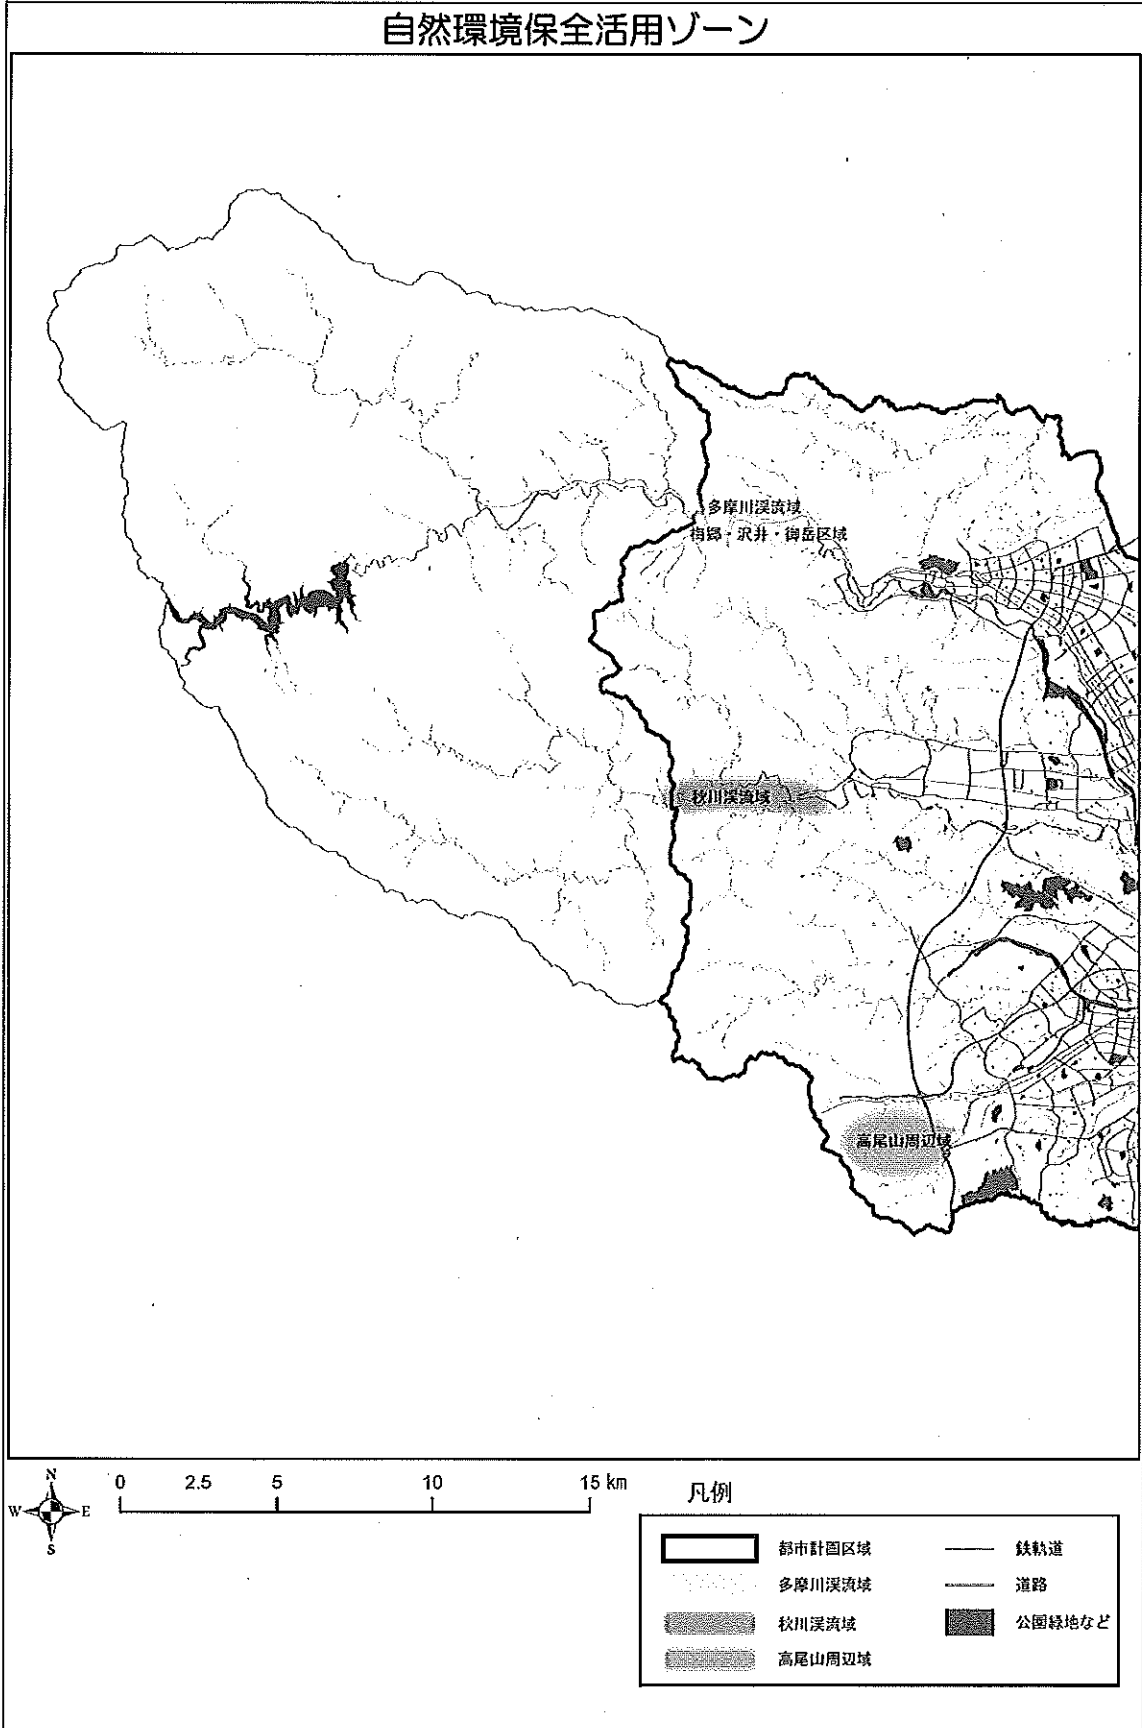 自然環境保全活用ゾーン
多摩川渓流域
梅郷・沢井・御岳区域
秋川渓流域
高尾山周辺域
N
W
E
S
0
2.5
5
10
15 km
凡例
都市計画区域
鉄軌道
多摩川渓流域
道路
秋川渓流域
公園緑地など
高尾山周辺域